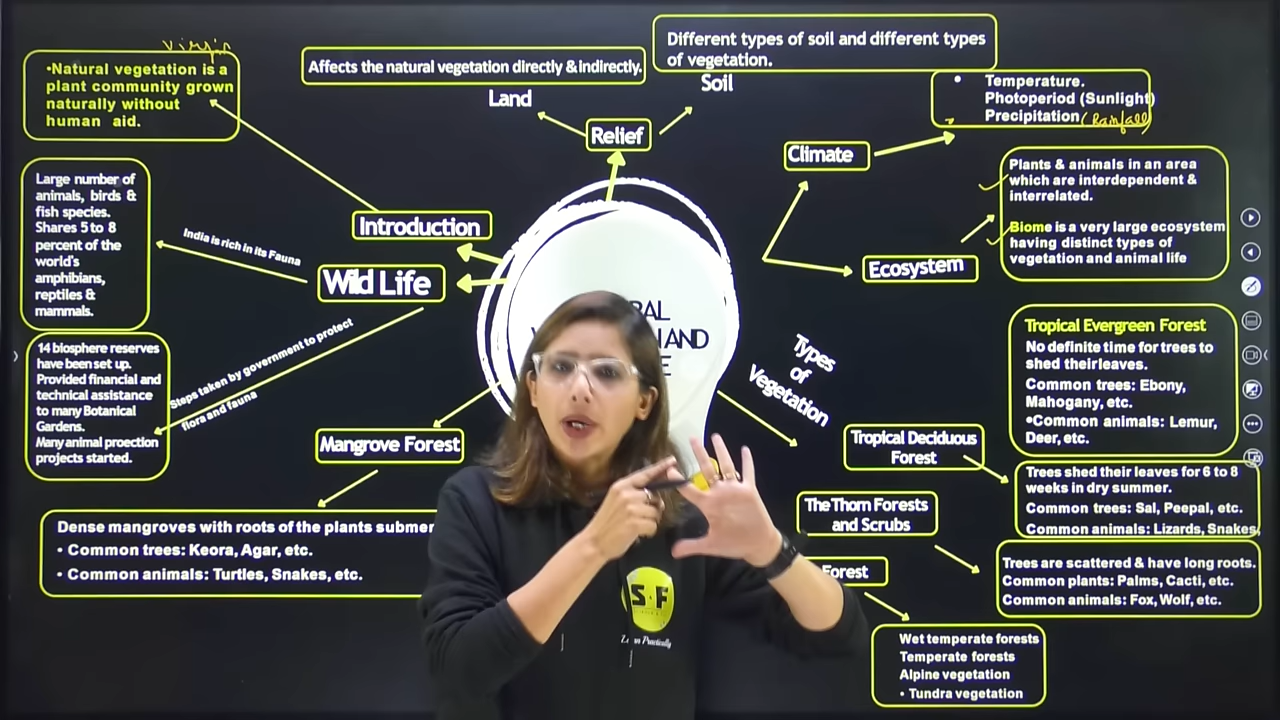 virgin
•Natural vegetation is a
plant community grown
naturally without
human aid.
Affects the natural vegetation directly & indirectly.
Different types of soil and different types
of vegetation.
Land
Soil
Relief
• Temperature.
Photoperiod (Sunlight)
Precipitation (Rainfall)
Climate
Plants & animals in an area
which are interdependent &
interrelated.
Biome is a very large ecosystem
having distinct types of
vegetation and animal life
Ecosystem
Introduction
Wild Life
India is rich in its Fauna
Large number of
animals, birds &
fish species.
Shares 5 to 8
percent of the
world's
amphibians,
reptiles &
mammals.
Steps taken by government to protect
flora and fauna
14 biosphere reserves
have been set up.
Provided financial and
technical assistance
to many Botanical
Gardens.
Many animal proection
projects started.
Mangrove Forest
Dense mangroves with roots of the plants submer
• Common trees: Keora, Agar, etc.
• Common animals: Turtles, Snakes, etc.
RAL
N AND
E
Types
of
Vegetation
Tropical Evergreen Forest
No definite time for trees to
shed theirleaves.
Common trees: Ebony,
Mahogany, etc.
•Common animals: Lemur,
Deer, etc.
Tropical Deciduous
Forest
Trees shed their leaves for 6 to 8
weeks in dry summer.
Common trees: Sal, Peepal, etc.
Common animals: Lizards, Snakes,
The Thorn Forests
and Scrubs
Trees are scattered & have long roots.
Common plants: Palms, Cacti, etc.
Common animals: Fox, Wolf, etc.
Forest
Wet temperate forests
Temperate forests
Alpine vegetation
• Tundra vegetation
S F
Practically